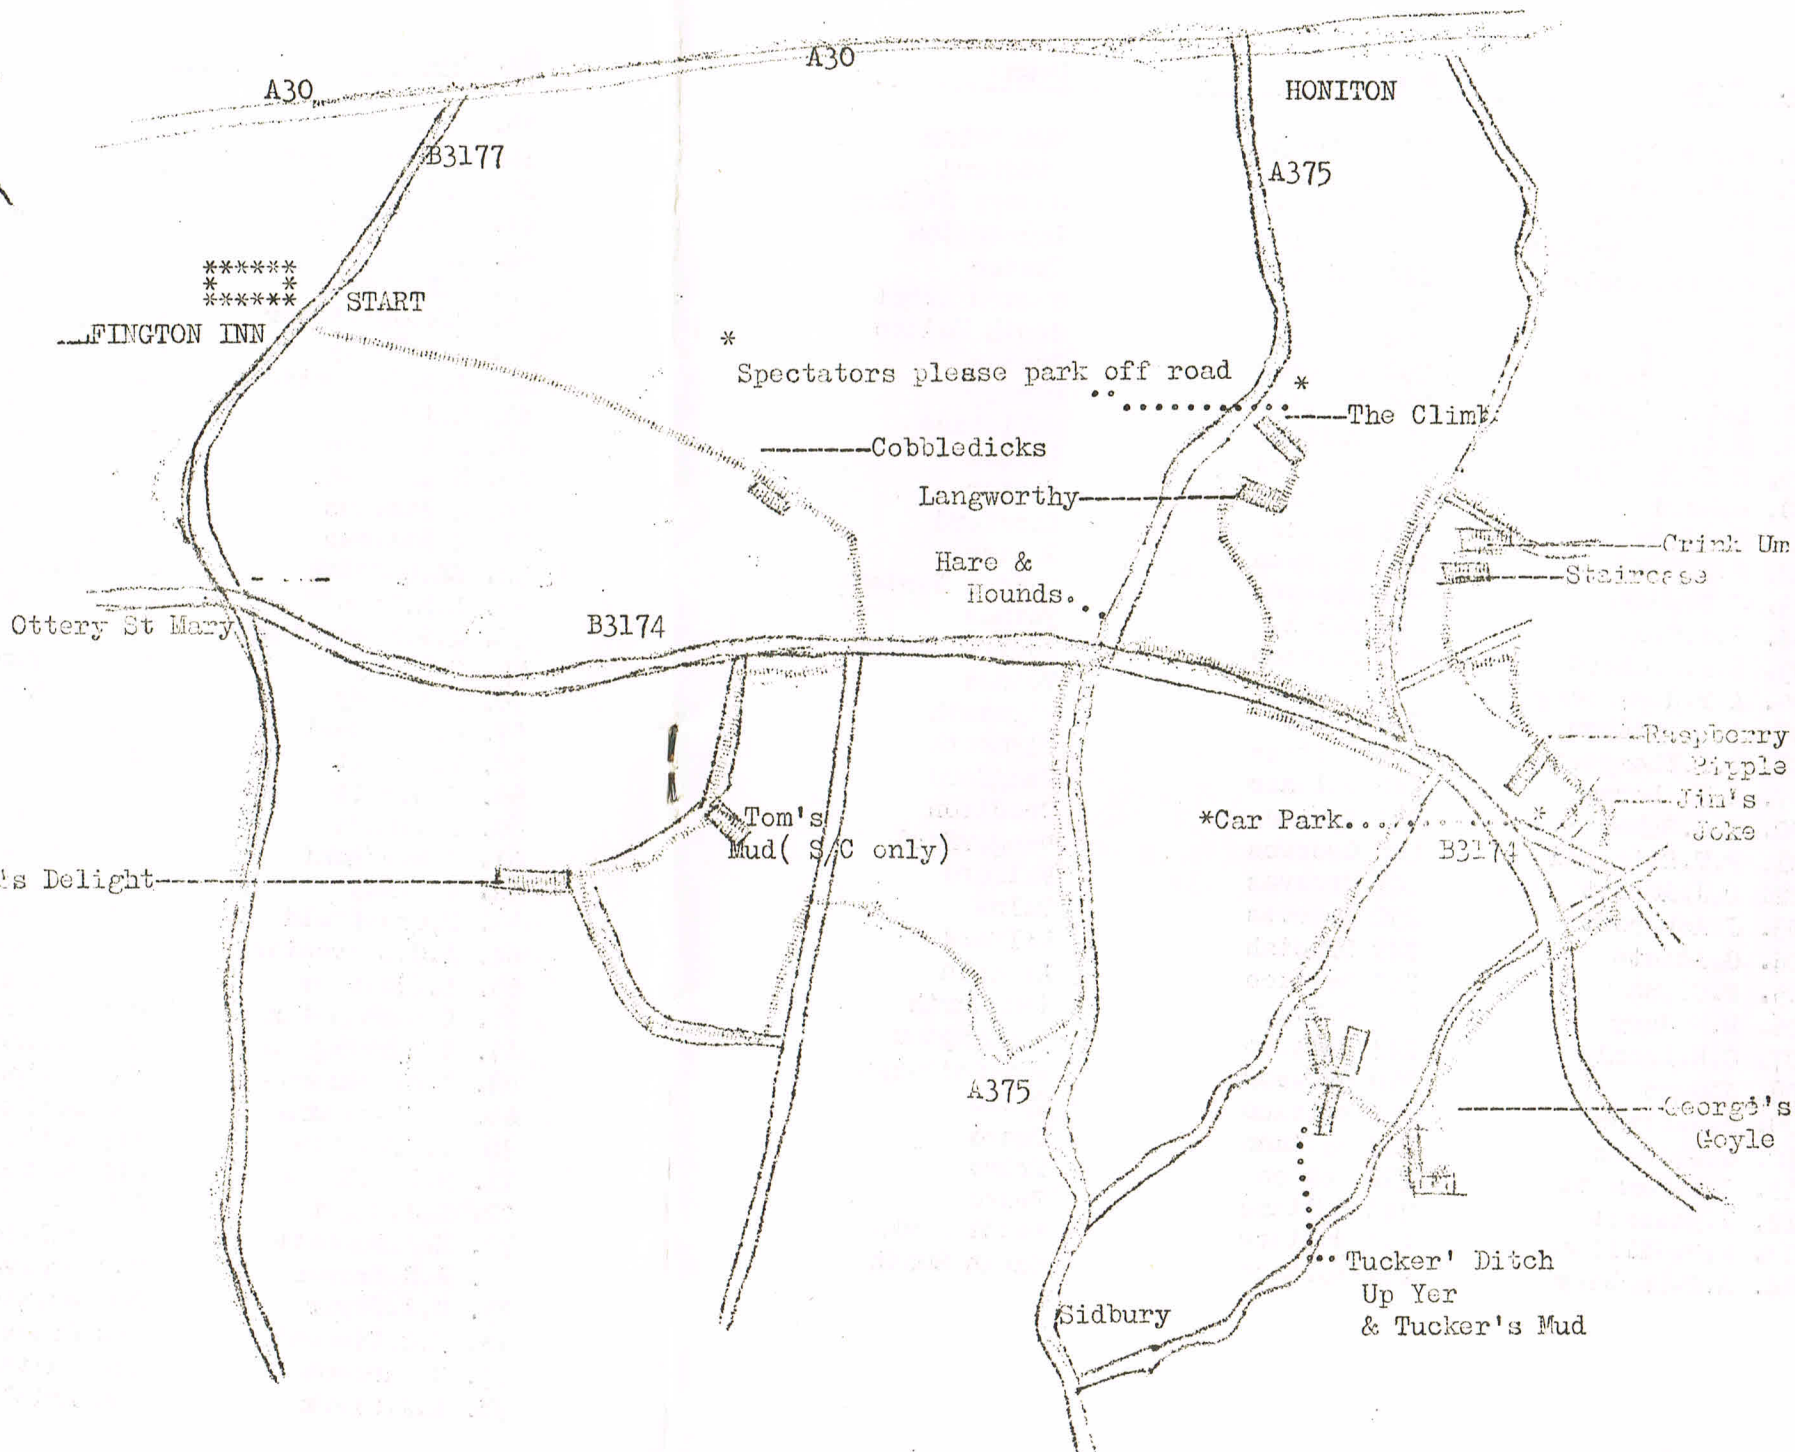 A30
A30
HONITON
B3177
A375
******
* *
******
START
FINGTON INN
*
Spectators please park off road
*
The Climb
Cobbledicks
Langworthy
Hare &
Hounds.
Crink Um
Staircase
Ottery St Mary
B3174
Raspberry
Ripple
Jim's
Joke
Tom's
Mud( S/C only)
*Car Park
*
B3174
's Delight
A375
George's
Goyle
Tucker' Ditch
Up Yer
& Tucker's Mud
Sidbury